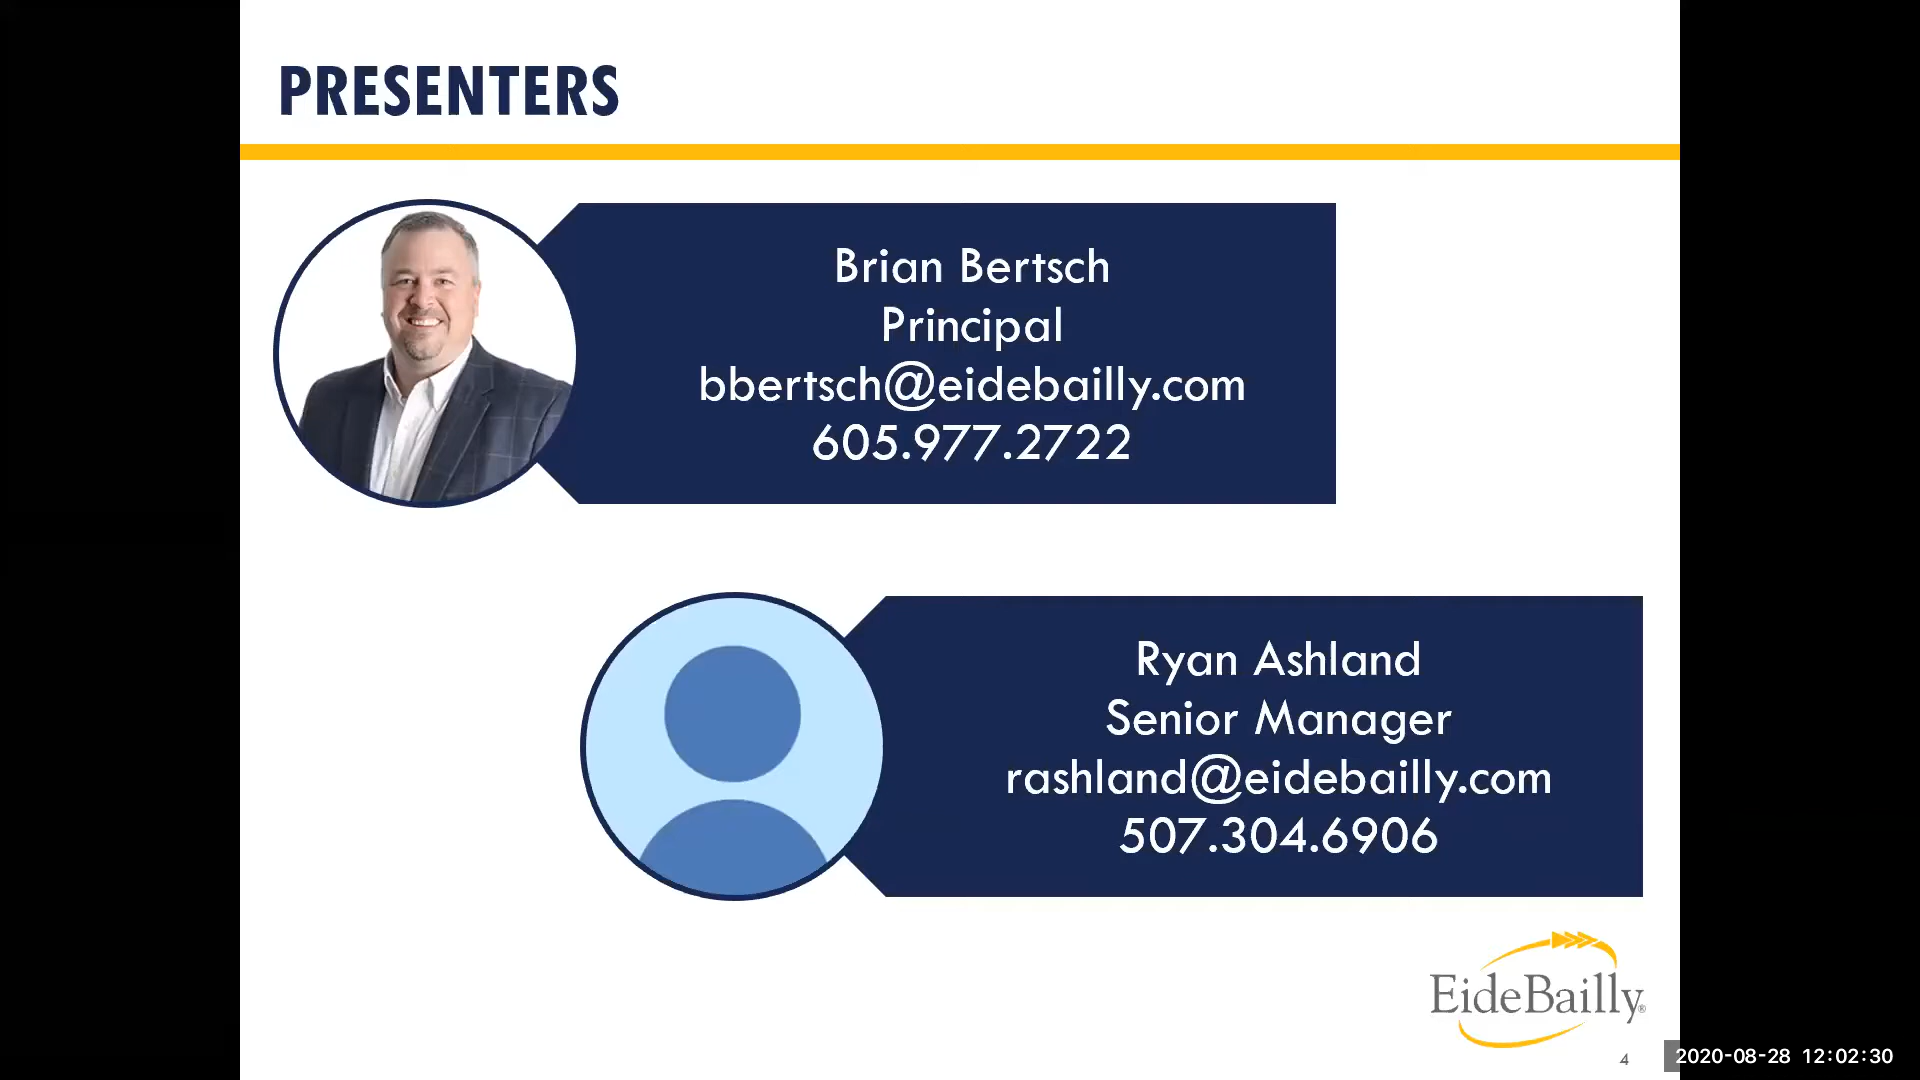 PRESENTERS
Brian Bertsch
Principal
bbertsch@eidebailly.com
605.977.2722
Ryan Ashland
Senior Manager
rashland@eidebailly.com
507.304.6906
EideBailly®
4
2020-08-28 12:02:30